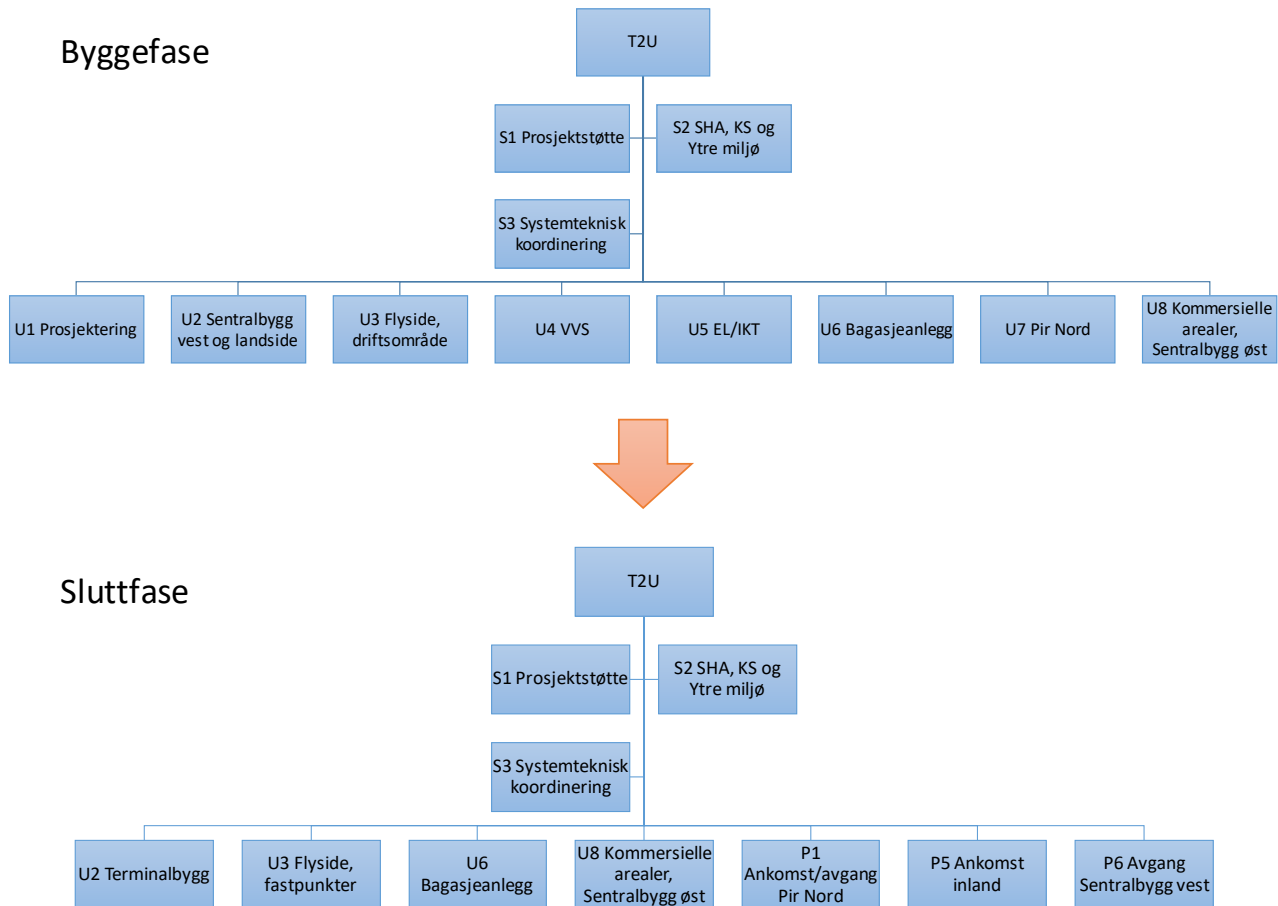 Byggefase
T2U
S1 Prosjektstøtte
S2 SHA, KS og
Ytre miljø
S3 Systemteknisk
koordinering
U1 Prosjektering
U2 Sentralbygg
vest og landside
U3 Flyside,
driftsområde
U4 VVS
U5 EL/IKT
U6 Bagasjeanlegg
U7 Pir Nord
U8 Kommersielle
arealer,
Sentralbygg øst
Sluttfase
T2U
S1 Prosjektstøtte
S2 SHA, KS og
Ytre miljø
S3 Systemteknisk
koordinering
U2 Terminalbygg
U3 Flyside,
fastpunkter
U6
Bagasjeanlegg
U8 Kommersielle
arealer,
Sentralbygg øst
P1
Ankomst/avgang
Pir Nord
P5 Ankomst
inland
P6 Avgang
Sentralbygg vest